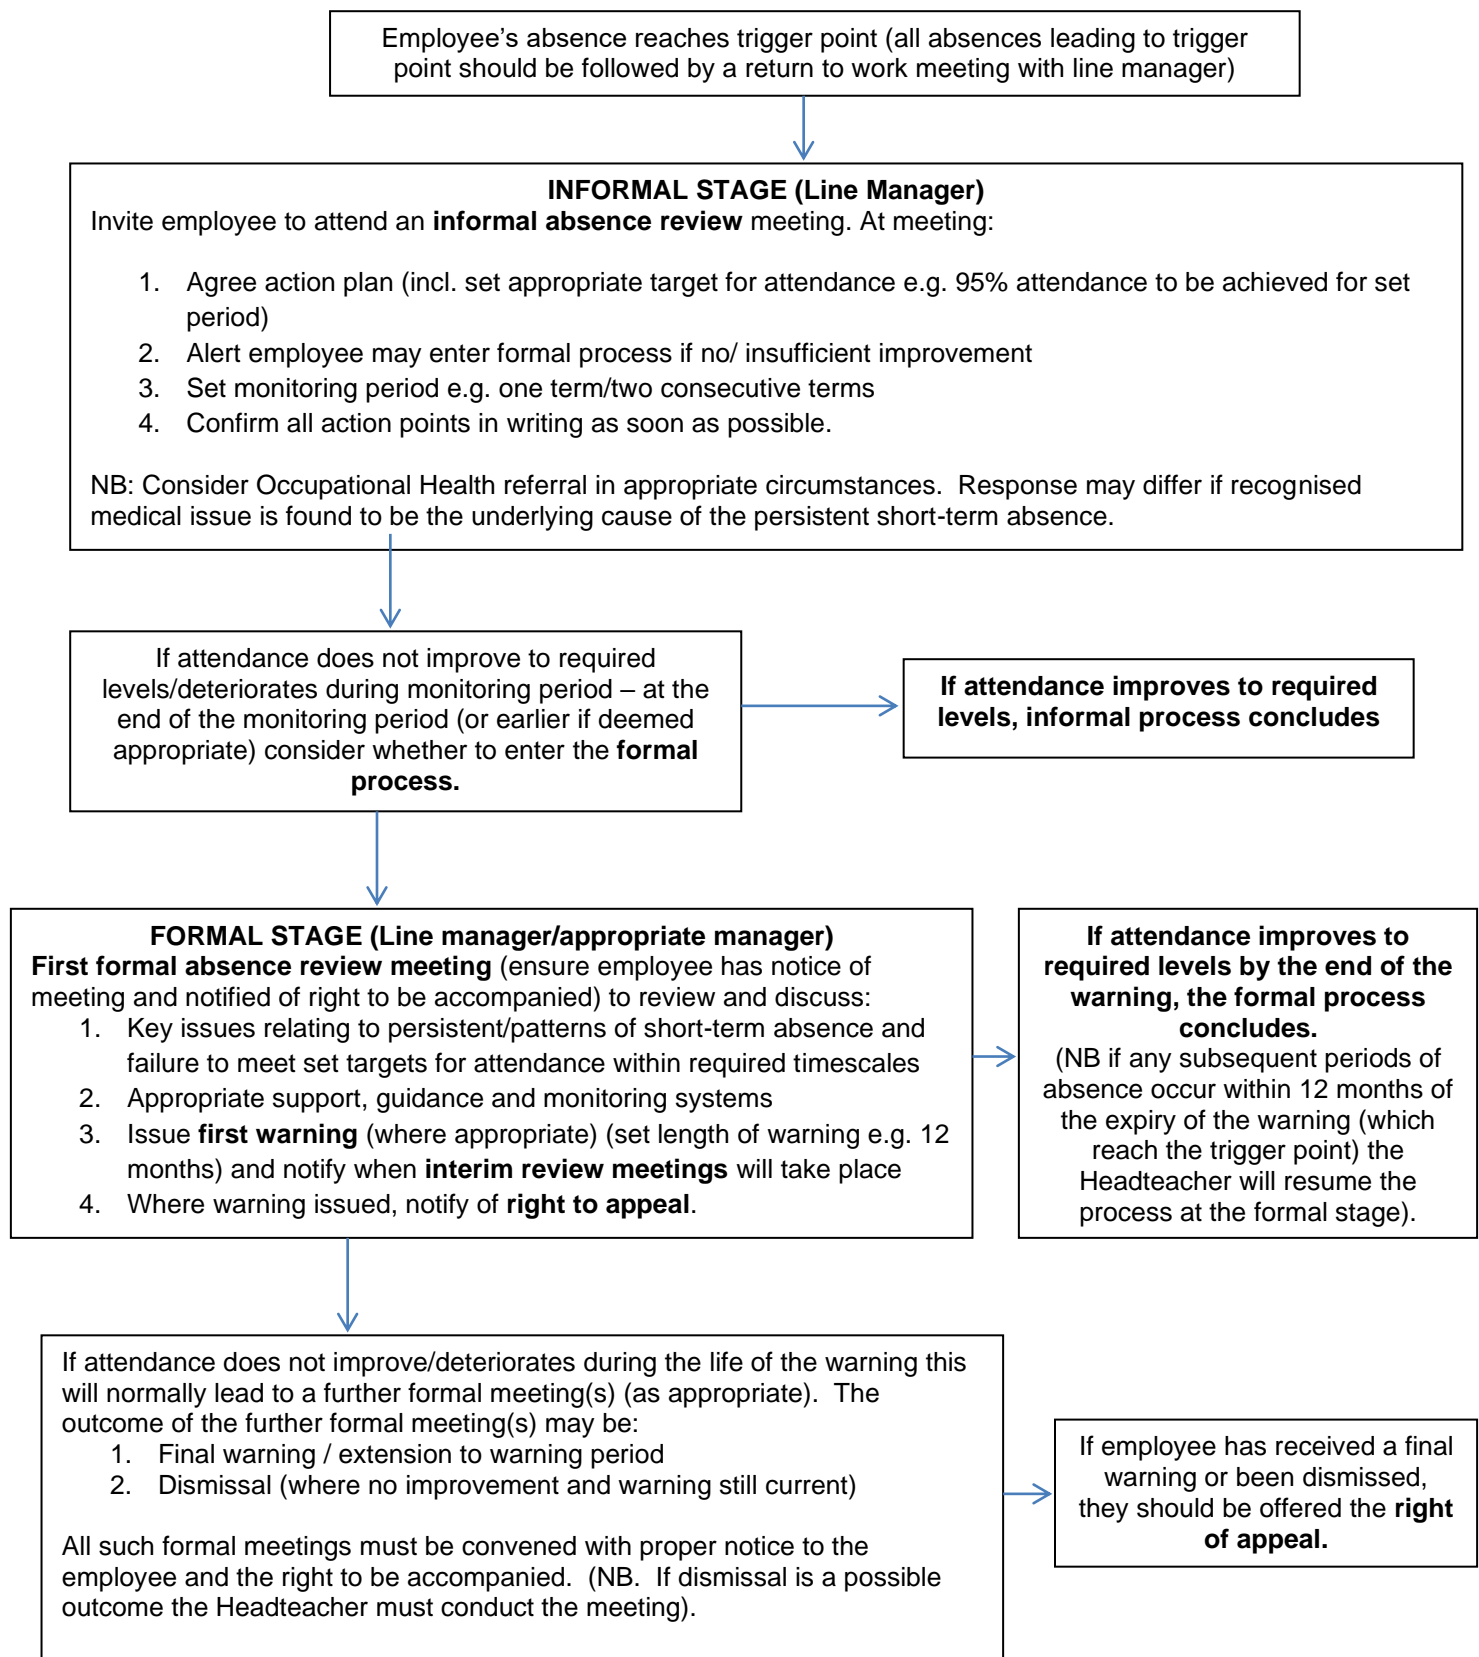 Employee’s absence reaches trigger point (all absences leading to trigger
point should be followed by a return to work meeting with line manager)
INFORMAL STAGE (Line Manager)
Invite employee to attend an informal absence review meeting. At meeting:
1. Agree action plan (incl. set appropriate target for attendance e.g. 95% attendance to be achieved for set
period)
2. Alert employee may enter formal process if no/ insufficient improvement
3. Set monitoring period e.g. one term/two consecutive terms
4. Confirm all action points in writing as soon as possible.
NB: Consider Occupational Health referral in appropriate circumstances.  Response may differ if recognised
medical issue is found to be the underlying cause of the persistent short-term absence.
If attendance does not improve to required
levels/deteriorates during monitoring period – at the
end of the monitoring period (or earlier if deemed
appropriate) consider whether to enter the formal
process.
If attendance improves to required
levels, informal process concludes
FORMAL STAGE (Line manager/appropriate manager)
First formal absence review meeting (ensure employee has notice of
meeting and notified of right to be accompanied) to review and discuss:
1. Key issues relating to persistent/patterns of short-term absence and
failure to meet set targets for attendance within required timescales
2. Appropriate support, guidance and monitoring systems
3. Issue first warning (where appropriate) (set length of warning e.g. 12
months) and notify when interim review meetings will take place
4. Where warning issued, notify of right to appeal.
If attendance improves to
required levels by the end of the
warning, the formal process
concludes.
(NB if any subsequent periods of
absence occur within 12 months of
the expiry of the warning (which
reach the trigger point) the
Headteacher will resume the
process at the formal stage).
If attendance does not improve/deteriorates during the life of the warning this
will normally lead to a further formal meeting(s) (as appropriate).  The
outcome of the further formal meeting(s) may be:
1. Final warning / extension to warning period
2. Dismissal (where no improvement and warning still current)
All such formal meetings must be convened with proper notice to the
employee and the right to be accompanied.  (NB.  If dismissal is a possible
outcome the Headteacher must conduct the meeting).
If employee has received a final
warning or been dismissed,
they should be offered the right
of appeal.